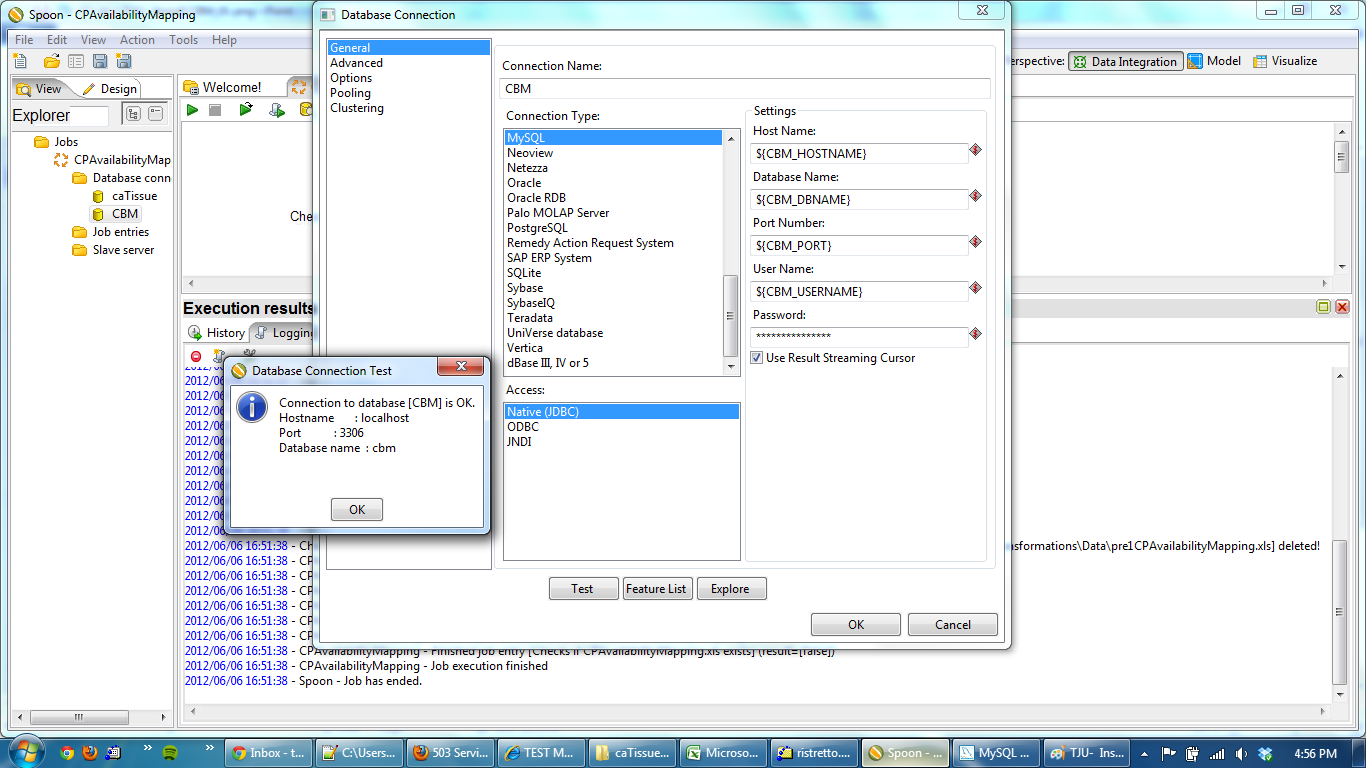 Spoon - CPAvailabilityMapping
File Edit View Action Tools Help
Perspective: Data Integration Model Visualize
View Design
Explorer
Jobs
CPAvailabilityMap
Database conn
caTissue
CBM
Job entries
Slave server
Welcome!
Che
Execution results
History Logging
Database Connection
General
Advanced
Options
Pooling
Clustering
Connection Name:
CBM
Connection Type:
MySQL
Neoview
Netezza
Oracle
Oracle RDB
Palo MOLAP Server
PostgreSQL
Remedy Action Request System
SAP ERP System
SQLite
Sybase
SybaseIQ
Teradata
UniVerse database
Vertica
dBase III, IV or 5
Access:
Native (JDBC)
ODBC
JNDI
Settings
Host Name:
${CBM_HOSTNAME}
Database Name:
${CBM_DBNAME}
Port Number:
${CBM_PORT}
User Name:
${CBM_USERNAME}
Password:
***************
Use Result Streaming Cursor
Test Feature List Explore
OK Cancel
Database Connection Test
Connection to database [CBM] is OK.
Hostname : localhost
Port : 3306
Database name : cbm
OK
2012/06
2012/06
2012/06
2012/06
2012/06
2012/06
2012/06
2012/06
2012/06
2012/06
2012/06
2012/06/06 16:51:38 - Ch
nsformations\Data\pre1CPAvailabilityMapping.xls] deleted!
2012/06/06 16:51:38 - CP
2012/06/06 16:51:38 - CP
2012/06/06 16:51:38 - CP
2012/06/06 16:51:38 - CP
2012/06/06 16:51:38 - Ch
2012/06/06 16:51:38 - CP
2012/06/06 16:51:38 - CPAvailabilityMapping - Finished job entry [Checks if CPAvailabilityMapping.xls exists] (result=[false])
2012/06/06 16:51:38 - CPAvailabilityMapping - Job execution finished
2012/06/06 16:51:38 - Spoon - Job has ended.
Inbox - t... C:\Users... 503 Servi... TEST M... caTissue... Microso... ristretto.... Spoon - ... MySQL ... TJU- Ins... 4:56 PM